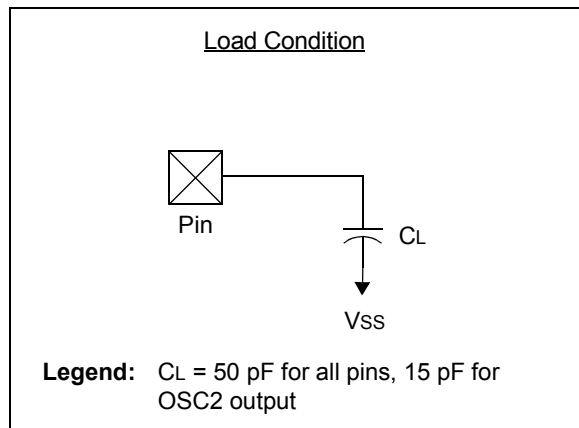 Load Condition
Pin
CL
VSS
Legend: CL = 50 pF for all pins, 15 pF for
OSC2 output